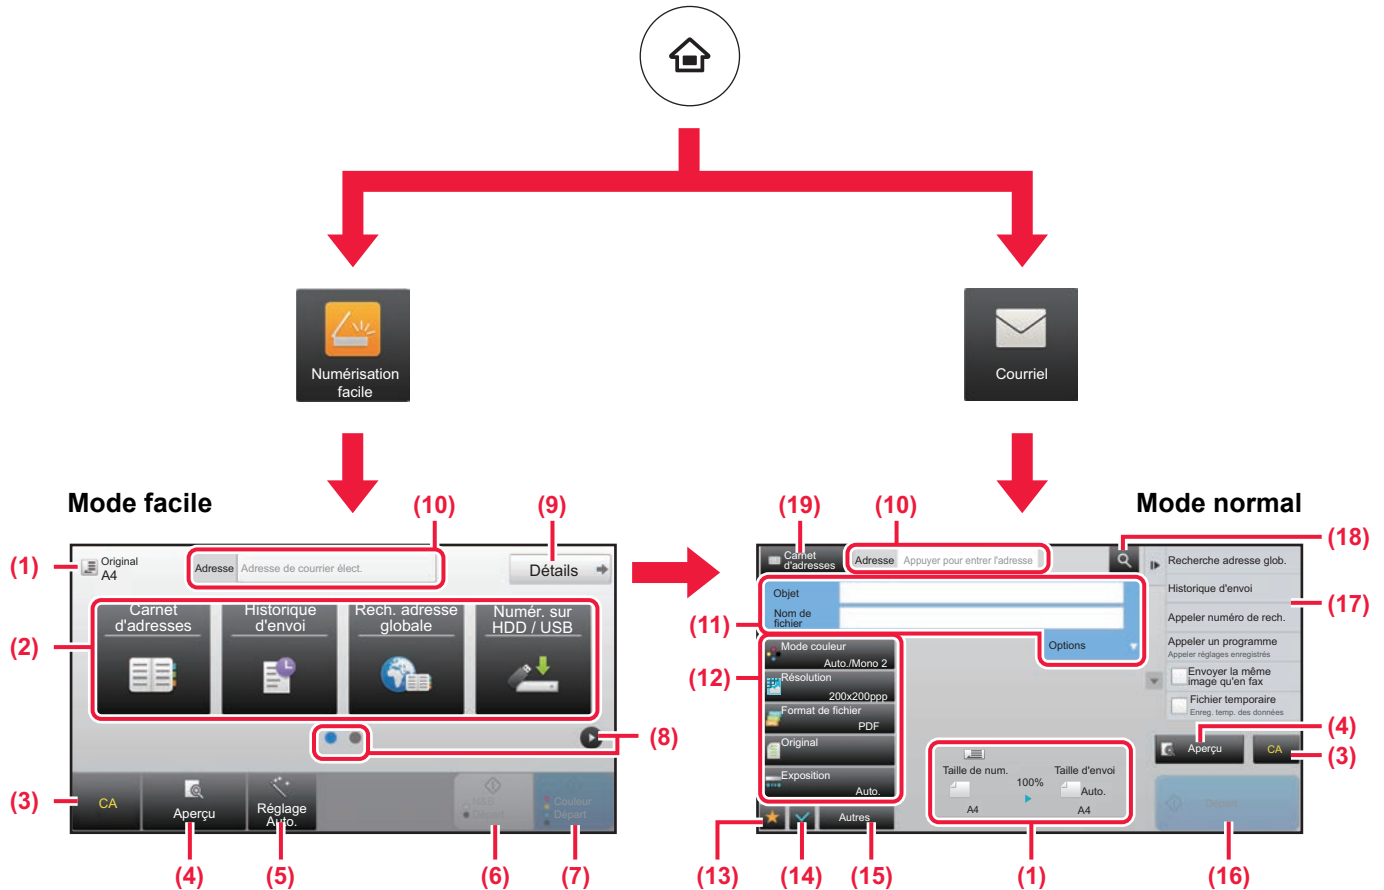 Numérisation
facile
Courriel
Mode facile
(10)
(9)
(1)
Original
A4
Adresse
Adresse de courrier élect.
Détails
(2)
Carnet
d'adresses
Historique
d'envoi
Rech. adresse
globale
Numér. sur
HDD / USB
(8)
(3)
CA
Aperçu
Réglage
Auto.
N&B
Départ
Couleur
Départ
(4)
(5)
(6)
(7)
Mode normal
(19)
(10)
(18)
Carnet
d'adresses
Adresse
Appuyer pour entrer l'adresse
Recherche adresse glob.
Historique d'envoi
(17)
Appeler numéro de rech.
Appeler un programme
Appeler réglages enregistrés
Envoyer la même
image qu'en fax
Fichier temporaire
Enreg. temp. des données
(11)
Objet
Nom de
fichier
Options
(12)
Mode couleur
Auto./Mono 2
Résolution
200x200ppp
Format de fichier
PDF
Original
Exposition
Auto.
Taille de num.
A4
100%
Taille d'envoi
Auto.
A4
(4)
Aperçu
CA
(3)
Départ
Autres
(13)
(14)
(15)
(1)
(16)